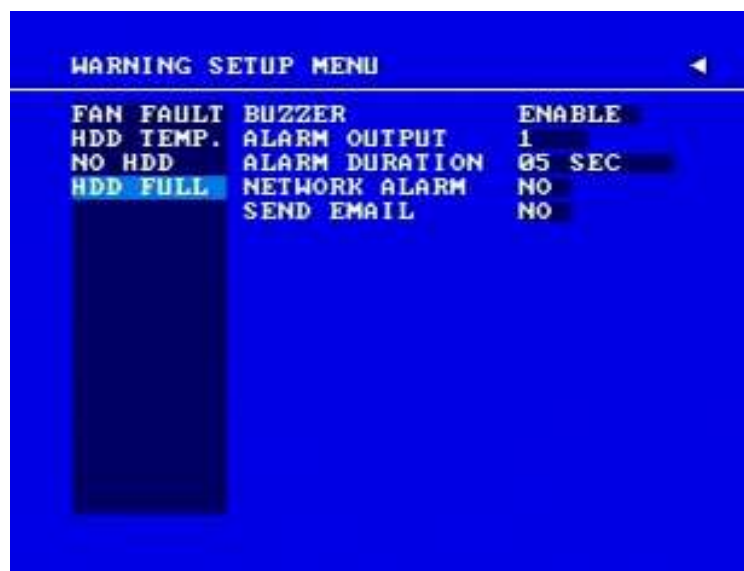 WARNING SETUP MENU
FAN FAULT BUZZER ENABLE
HDD TEMP. ALARM OUTPUT 1
NO HDD ALARM DURATION 05 SEC
HDD FULL NETWORK ALARM NO
SEND EMAIL NO